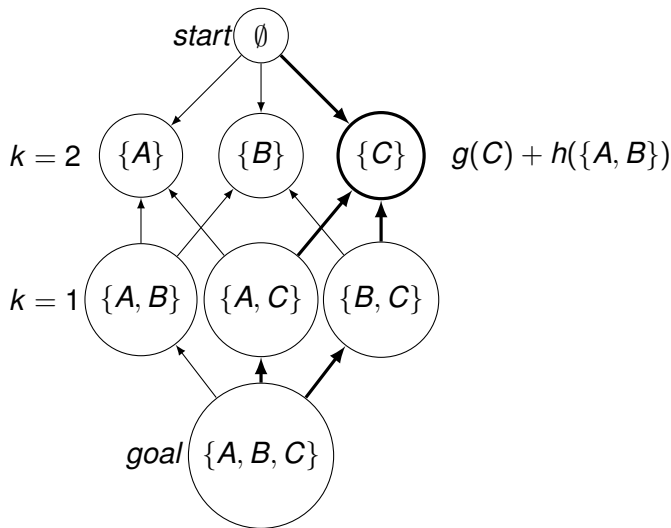 start ∅
k = 2 {A} {B} {C} g(C) + h({A, B})
k = 1 {A, B} {A, C} {B, C}
goal {A, B, C}